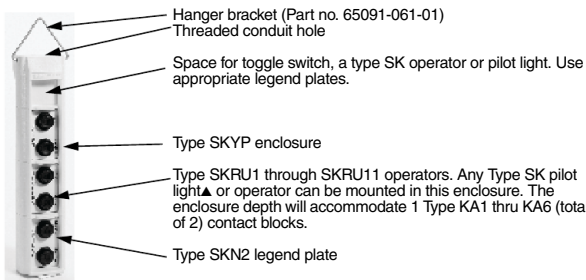 Hanger bracket (Part no. 65091-061-01)
Threaded conduit hole
Space for toggle switch, a type SK operator or pilot light. Use
appropriate legend plates.
Type SKYP enclosure
Type SKRU1 through SKRU11 operators. Any Type SK pilot
light▲ or operator can be mounted in this enclosure. The
enclosure depth will accommodate 1 Type KA1 thru KA6 (tota
of 2) contact blocks.
Type SKN2 legend plate